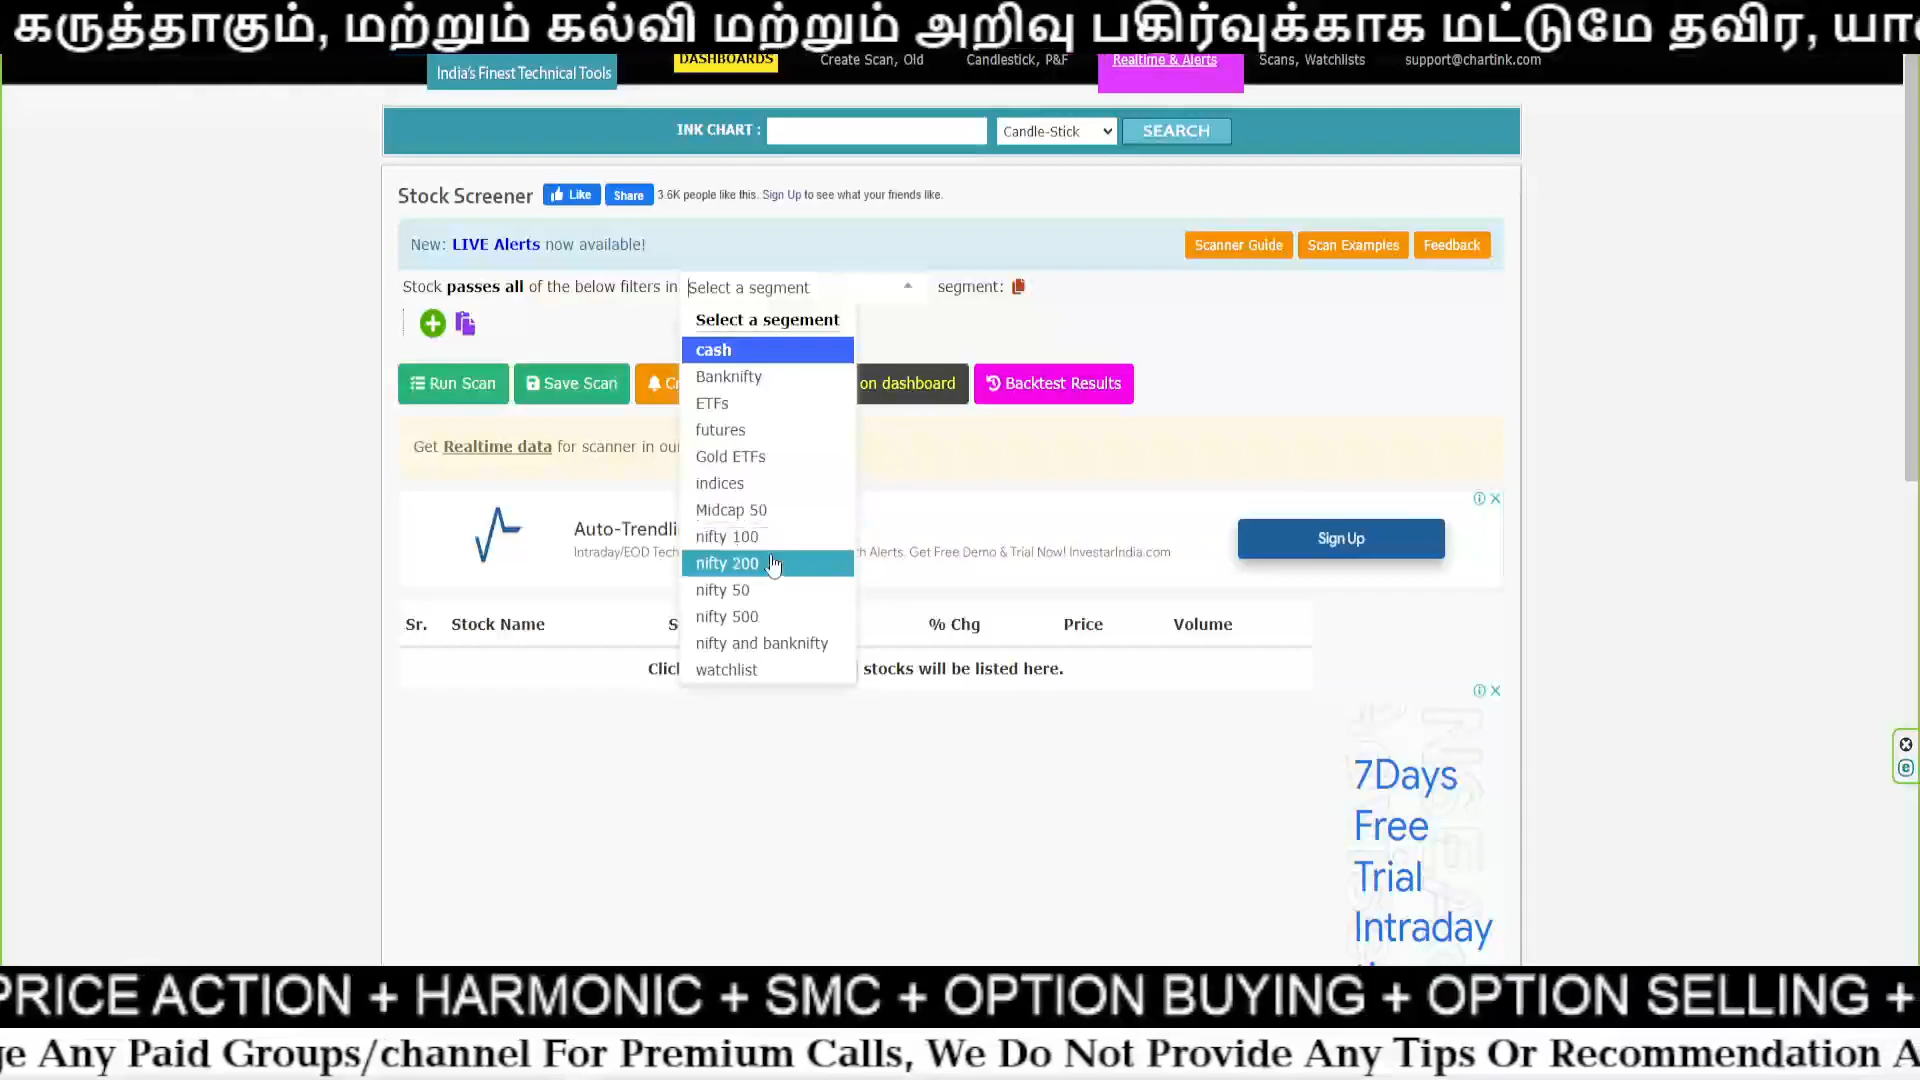 கருத்தாகும், மற்றும் கல்வி மற்றும் அறிவு பகிர்வுக்காக மட்டுமே தவிர,
India's Finest Technical Tools
DASHBOARDS
Create Scan, Old
Candlestick, P&F
Realtime & Alerts
Scans, Watchlists
support@chartink.com
INK CHART :
Candle-Stick
SEARCH
Stock Screener
Like
Share
3.6K people like this. Sign Up to see what your friends like.
New: LIVE Alerts now available!
Scanner Guide
Scan Examples
Feedback
Stock passes all of the below filters in Select a segment segment:
Select a segement
cash
Banknifty
ETFs
futures
Gold ETFs
indices
Midcap 50
nifty 100
nifty 200
nifty 50
nifty 500
nifty and banknifty
watchlist
Run Scan
Save Scan
on dashboard
Backtest Results
Get Realtime data for scanner in
Auto-Trendli
Intraday/EOD
Alerts. Get Free Demo & Trial Now! InvestarIndia.com
Sign Up
Sr.
Stock Name
% Chg
Price
Volume
stocks will be listed here.
7Days
Free
Trial
Intraday
PRICE ACTION + HARMONIC + SMC + OPTION BUYING + OPTION SELLING +
Any Paid Groups/channel For Premium Calls, We Do Not Provide Any Tips Or Recommendation